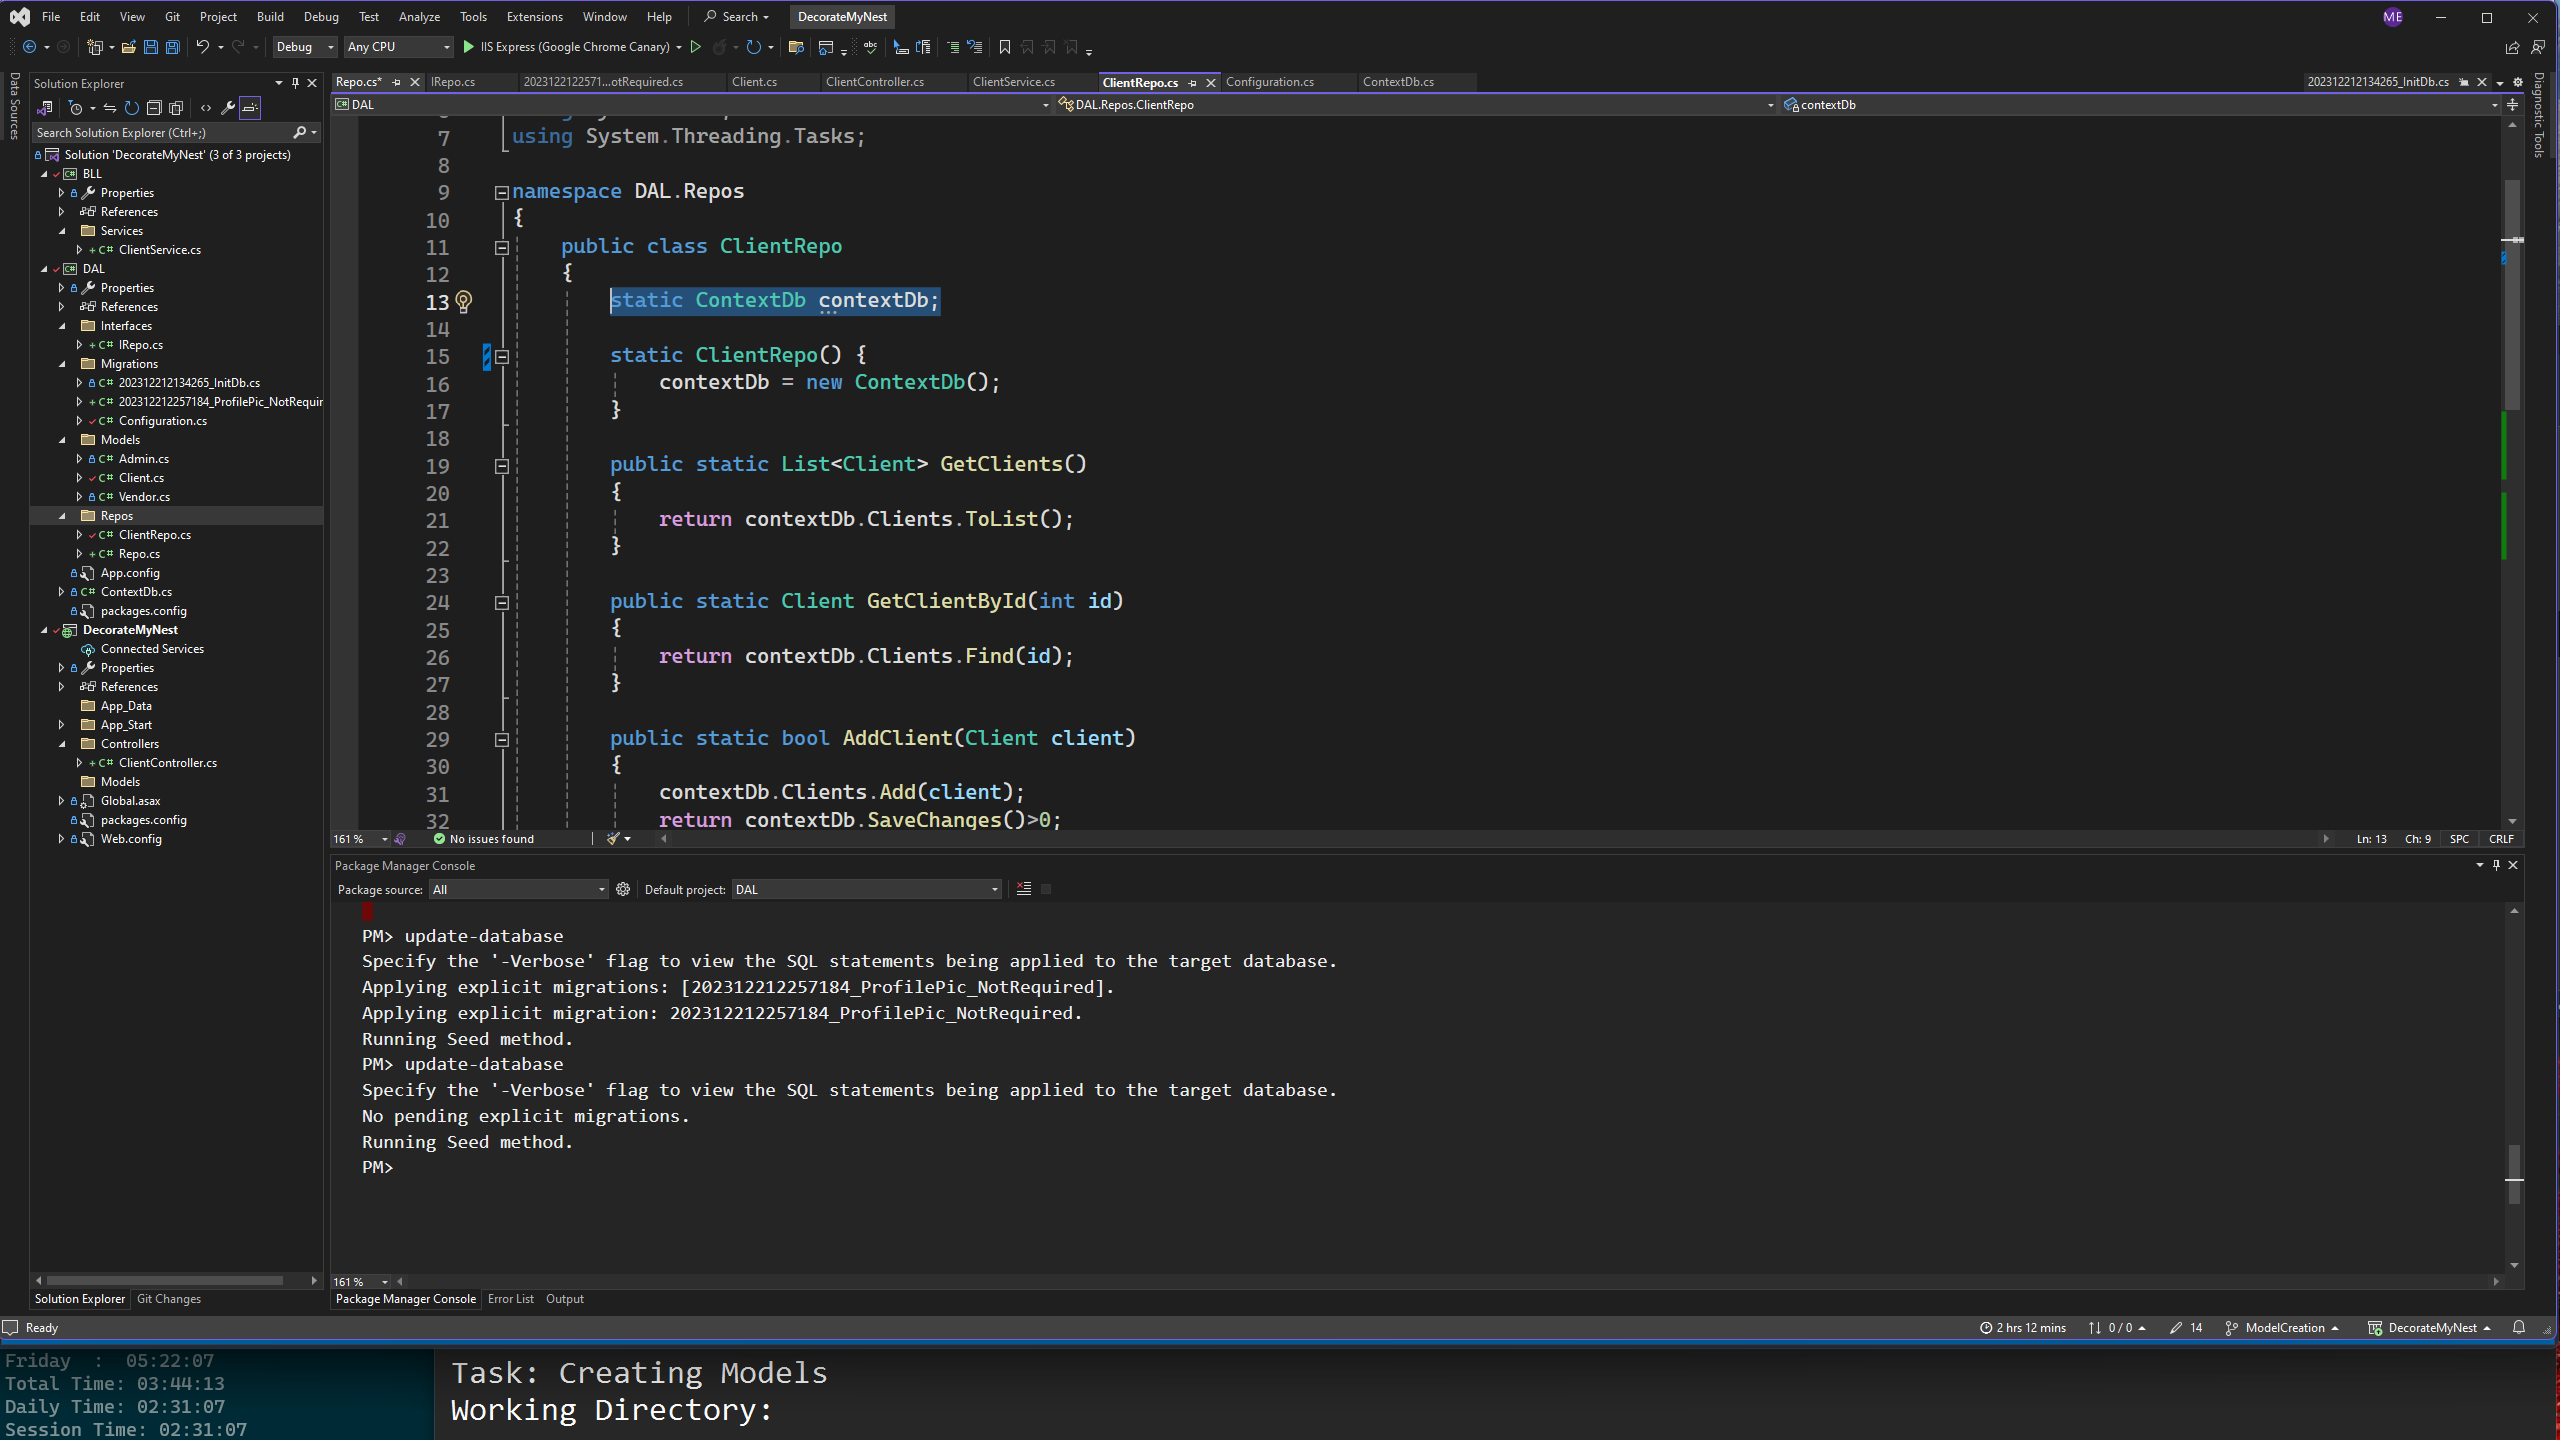 File Edit View Git Project Build Debug Test Analyze Tools Extensions Window Help Search DecorateMyNest ME
Debug Any CPU IIS Express (Google Chrome Canary)
Data Sources
Solution Explorer
Search Solution Explorer (Ctrl+;)
Solution 'DecorateMyNest' (3 of 3 projects)
BLL
Properties
References
Services
C# ClientService.cs
DAL
Properties
References
Interfaces
C# IRepo.cs
Migrations
C# 202312212134265_InitDb.cs
C# 202312212257184_ProfilePic_NotRequir
C# Configuration.cs
Models
C# Admin.cs
C# Client.cs
C# Vendor.cs
Repos
C# ClientRepo.cs
C# Repo.cs
App.config
C# ContextDb.cs
packages.config
DecorateMyNest
Connected Services
Properties
References
App_Data
App_Start
Controllers
C# ClientController.cs
Models
Global.asax
packages.config
Web.config
Solution Explorer Git Changes
Repo.cs* IRepo.cs 2023122122571...otRequired.cs Client.cs ClientController.cs ClientService.cs ClientRepo.cs Configuration.cs ContextDb.cs 202312212134265_InitDb.cs
DAL DAL.Repos.ClientRepo contextDb
Diagnostic Tools
7 using System.Threading.Tasks;
8
9 namespace DAL.Repos
10 {
11 public class ClientRepo
12 {
13 static ContextDb contextDb;
14
15 static ClientRepo() {
16 contextDb = new ContextDb();
17 }
18
19 public static List<Client> GetClients()
20 {
21 return contextDb.Clients.ToList();
22 }
23
24 public static Client GetClientById(int id)
25 {
26 return contextDb.Clients.Find(id);
27 }
28
29 public static bool AddClient(Client client)
30 {
31 contextDb.Clients.Add(client);
32 return contextDb.SaveChanges()>0;
161 % No issues found Ln: 13 Ch: 9 SPC CRLF
Package Manager Console
Package source: All Default project: DAL
PM> update-database
Specify the '-Verbose' flag to view the SQL statements being applied to the target database.
Applying explicit migrations: [202312212257184_ProfilePic_NotRequired].
Applying explicit migration: 202312212257184_ProfilePic_NotRequired.
Running Seed method.
PM> update-database
Specify the '-Verbose' flag to view the SQL statements being applied to the target database.
No pending explicit migrations.
Running Seed method.
PM>
161 %
Package Manager Console Error List Output
Ready 2 hrs 12 mins 0 / 0 14 ModelCreation DecorateMyNest
Friday : 05:22:07
Total Time: 03:44:13
Daily Time: 02:31:07
Session Time: 02:31:07
Task: Creating Models
Working Directory: